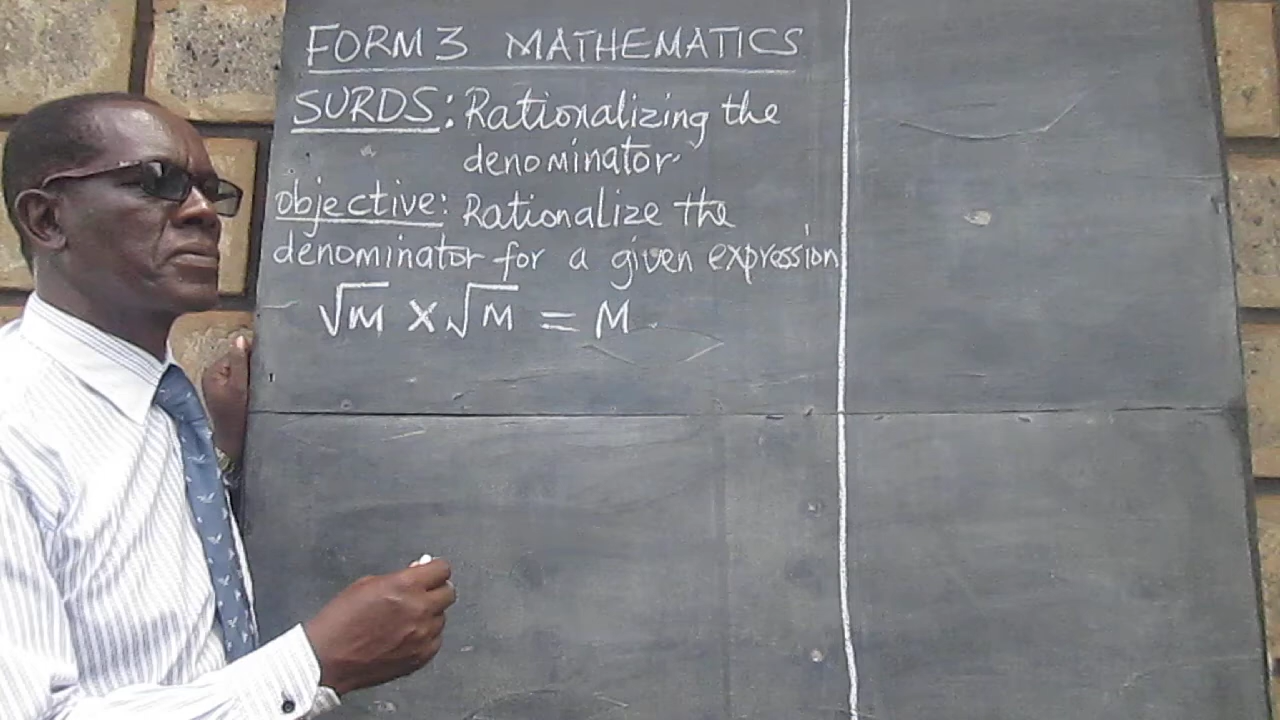 FORM 3 MATHEMATICS
SURDS: Rationalizing the
denominator.
Objective: Rationalize the
denominator for a given expression
√M × √M = M